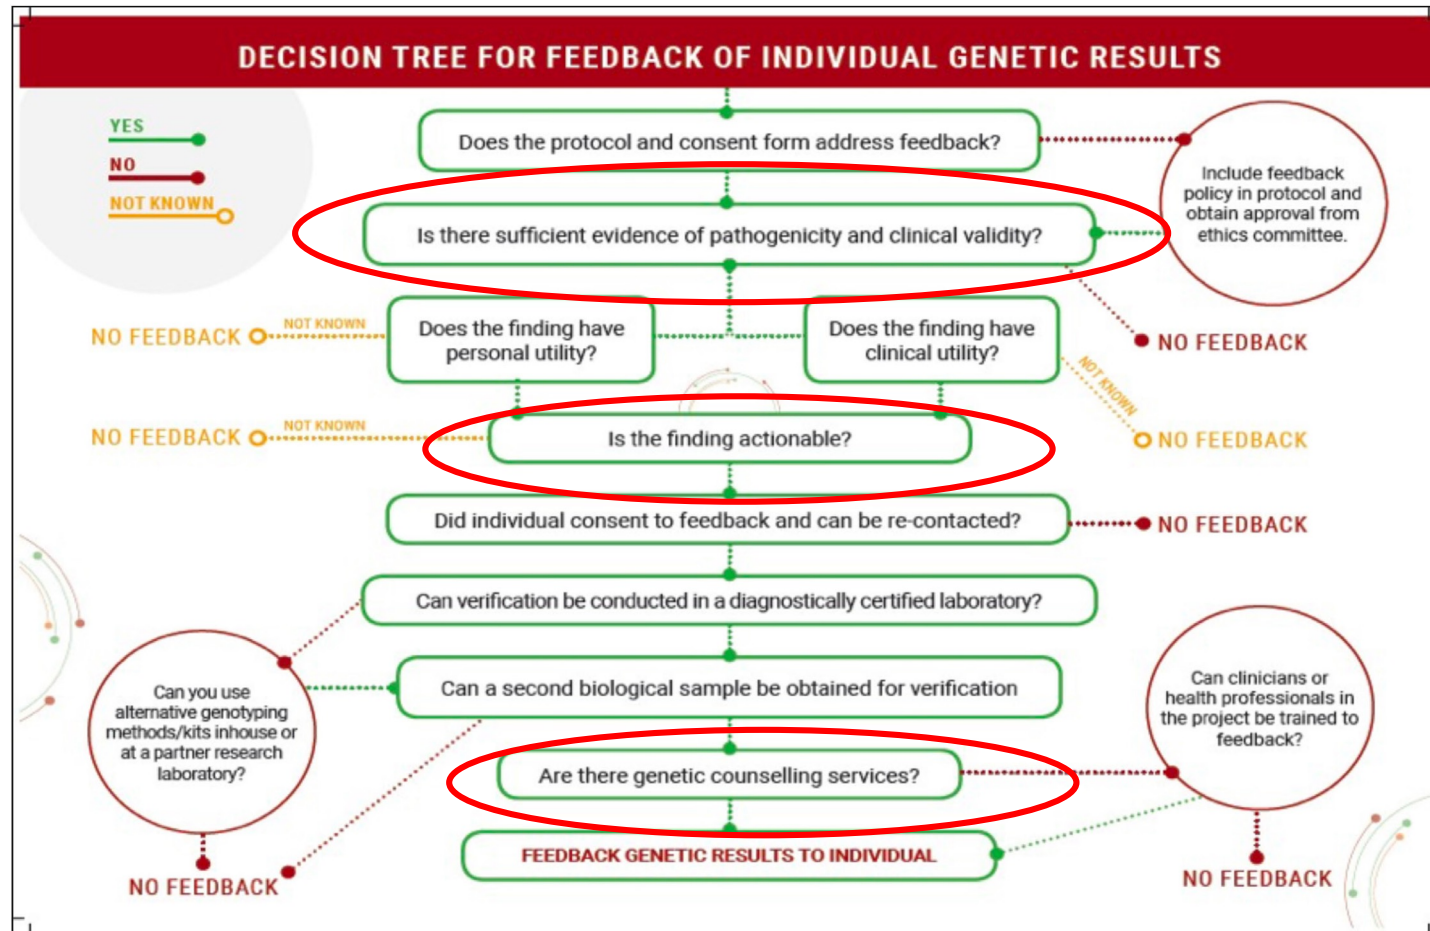 DECISION TREE FOR FEEDBACK OF INDIVIDUAL GENETIC RESULTS
YES
NO
NOT KNOWN
Does the protocol and consent form address feedback?
Include feedback
policy in protocol and
obtain approval from
ethics committee.
Is there sufficient evidence of pathogenicity and clinical validity?
NO FEEDBACK
NOT KNOWN
Does the finding have
personal utility?
Does the finding have
clinical utility?
NO FEEDBACK
NOT KNOWN
NO FEEDBACK
NOT KNOWN
Is the finding actionable?
NO FEEDBACK
Did individual consent to feedback and can be re-contacted?
NO FEEDBACK
Can verification be conducted in a diagnostically certified laboratory?
Can you use
alternative genotyping
methods/kits inhouse or
at a partner research
laboratory?
Can a second biological sample be obtained for verification
Can clinicians or
health professionals in
the project be trained to
feedback?
Are there genetic counselling services?
FEEDBACK GENETIC RESULTS TO INDIVIDUAL
NO FEEDBACK
NO FEEDBACK